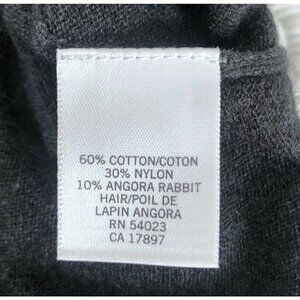 60% COTTON/COTON
30% NYLON
10% ANGORA RABBIT
HAIR/POIL DE
LAPIN ANGORA
RN 54023
CA 17897